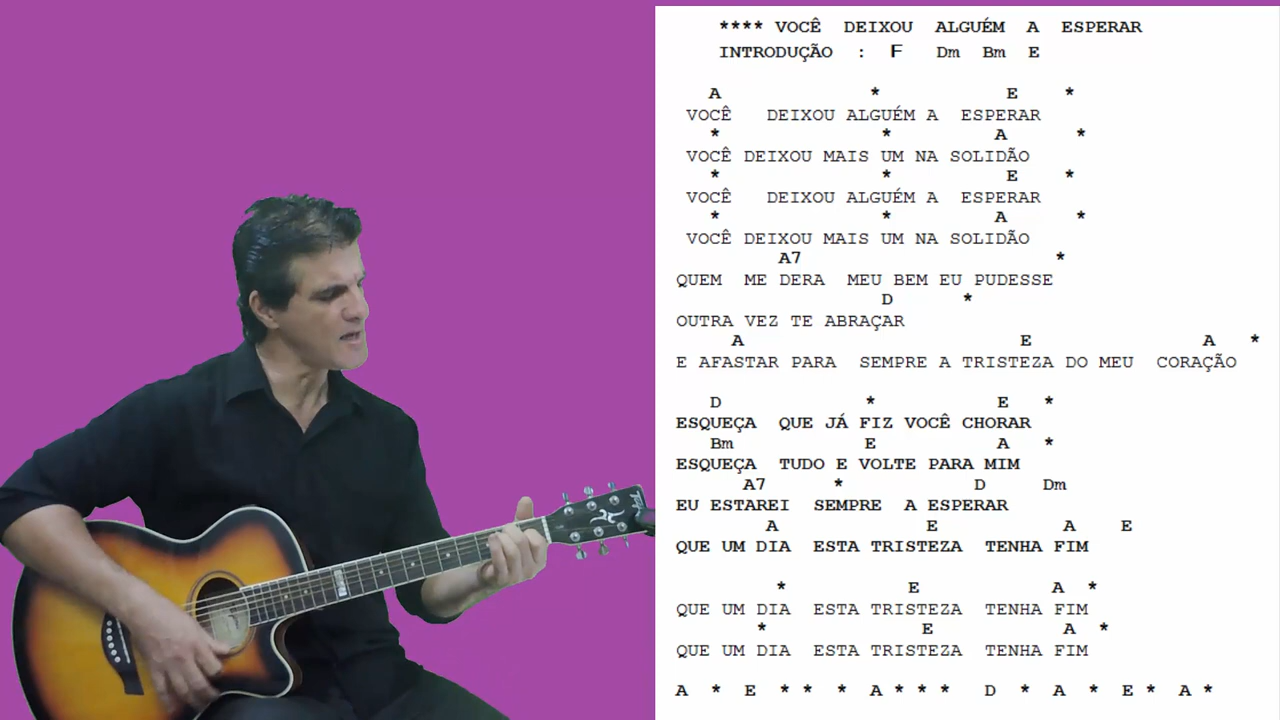 **** VOCÊ DEIXOU ALGUÉM A ESPERAR
INTRODUÇÃO : F Dm Bm E
A * E *
VOCÊ DEIXOU ALGUÉM A ESPERAR
* * A *
VOCÊ DEIXOU MAIS UM NA SOLIDÃO
* * E *
VOCÊ DEIXOU ALGUÉM A ESPERAR
* * A *
VOCÊ DEIXOU MAIS UM NA SOLIDÃO
A7 *
QUEM ME DERA MEU BEM EU PUDESSE
D *
OUTRA VEZ TE ABRAÇAR
A E A *
E AFASTAR PARA SEMPRE A TRISTEZA DO MEU CORAÇÃO
D * E *
ESQUEÇA QUE JÁ FIZ VOCÊ CHORAR
Bm E A *
ESQUEÇA TUDO E VOLTE PARA MIM
A7 * D Dm
EU ESTAREI SEMPRE A ESPERAR
A E A E
QUE UM DIA ESTA TRISTEZA TENHA FIM
* E A *
QUE UM DIA ESTA TRISTEZA TENHA FIM
* E A *
QUE UM DIA ESTA TRISTEZA TENHA FIM
A * E * * * A * * * D * A * E * A *